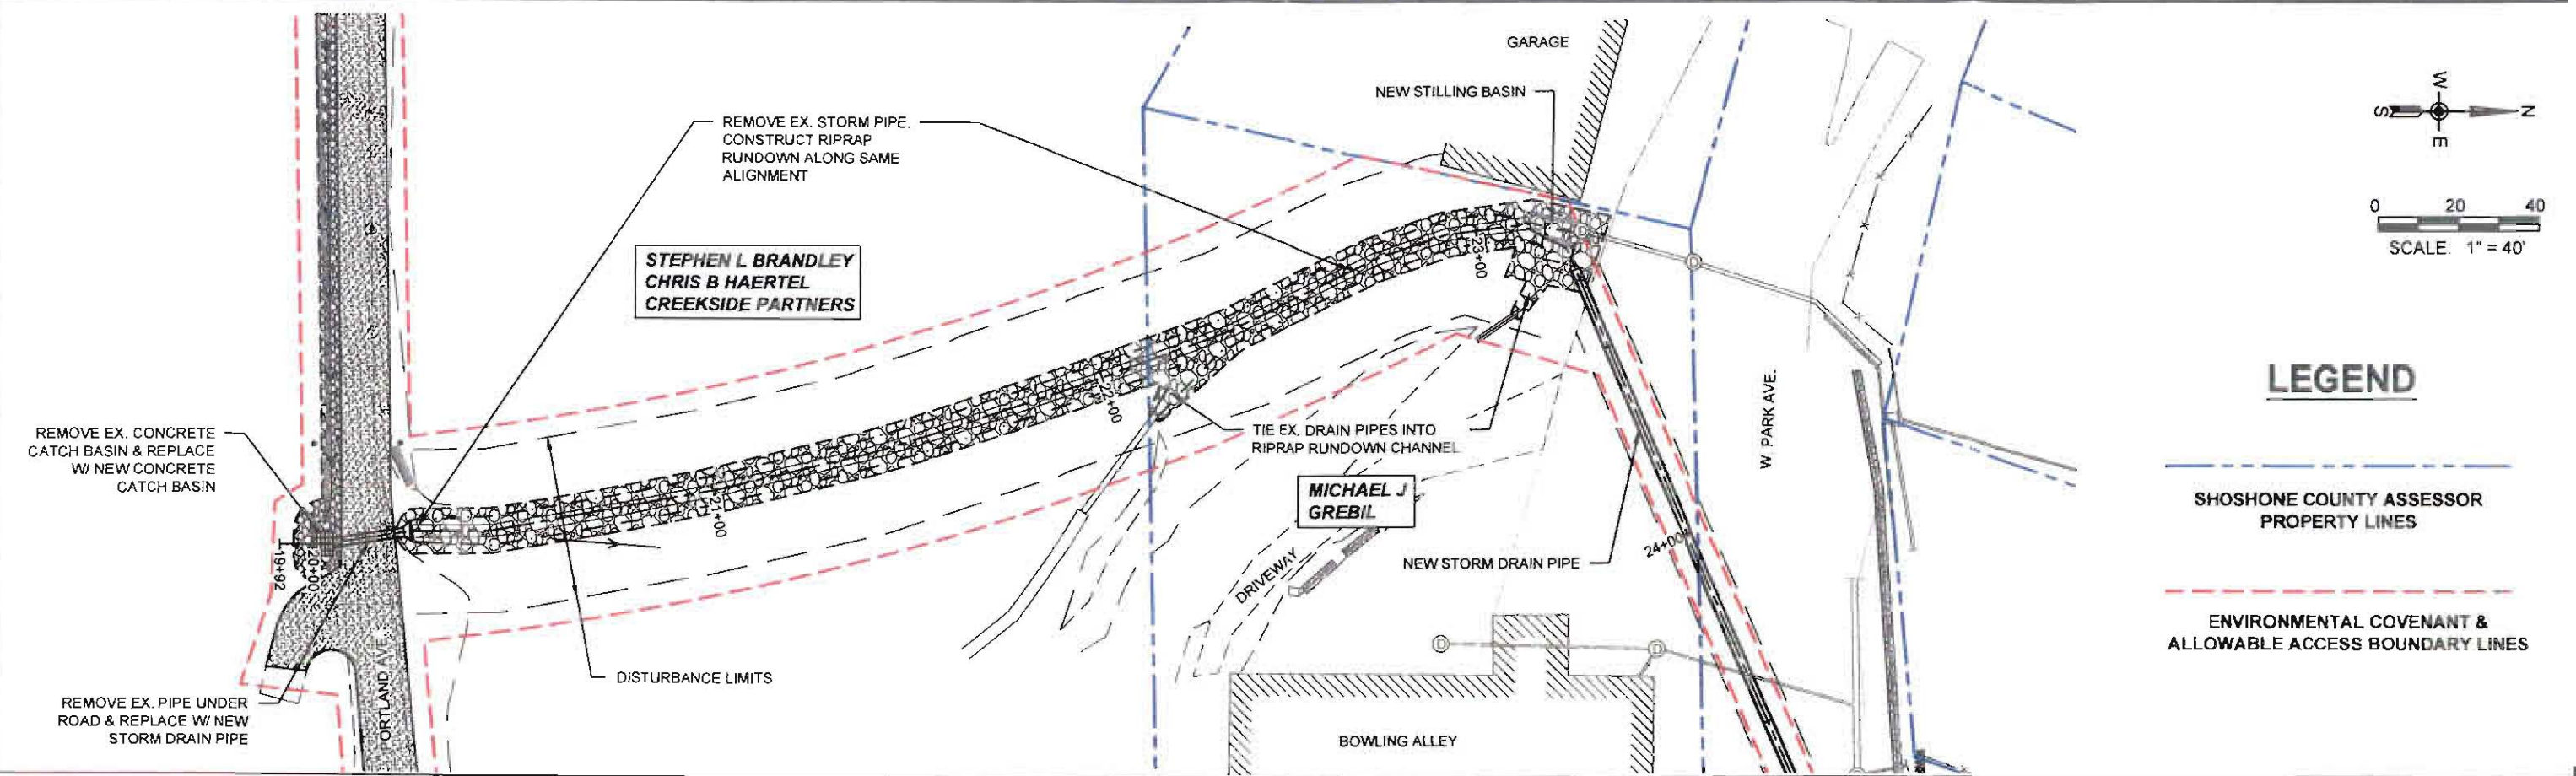 GARAGE
NEW STILLING BASIN
REMOVE EX. STORM PIPE.
CONSTRUCT RIPRAP
RUNDOWN ALONG SAME
ALIGNMENT
STEPHEN L BRANDLEY
CHRIS B HAERTEL
CREEKSIDE PARTNERS
REMOVE EX. CONCRETE
CATCH BASIN & REPLACE
W/ NEW CONCRETE
CATCH BASIN
19+92
20+00
21+00
22+00
23+00
24+00
TIE EX. DRAIN PIPES INTO
RIPRAP RUNDOWN CHANNEL
MICHAEL J
GREBIL
DRIVEWAY
NEW STORM DRAIN PIPE
W. PARK AVE.
DISTURBANCE LIMITS
REMOVE EX. PIPE UNDER
ROAD & REPLACE W/ NEW
STORM DRAIN PIPE
PORTLAND AVE.
BOWLING ALLEY
D
D
D
D
W
S
N
E
0 20 40
SCALE: 1" = 40'
LEGEND
SHOSHONE COUNTY ASSESSOR
PROPERTY LINES
ENVIRONMENTAL COVENANT &
ALLOWABLE ACCESS BOUNDARY LINES